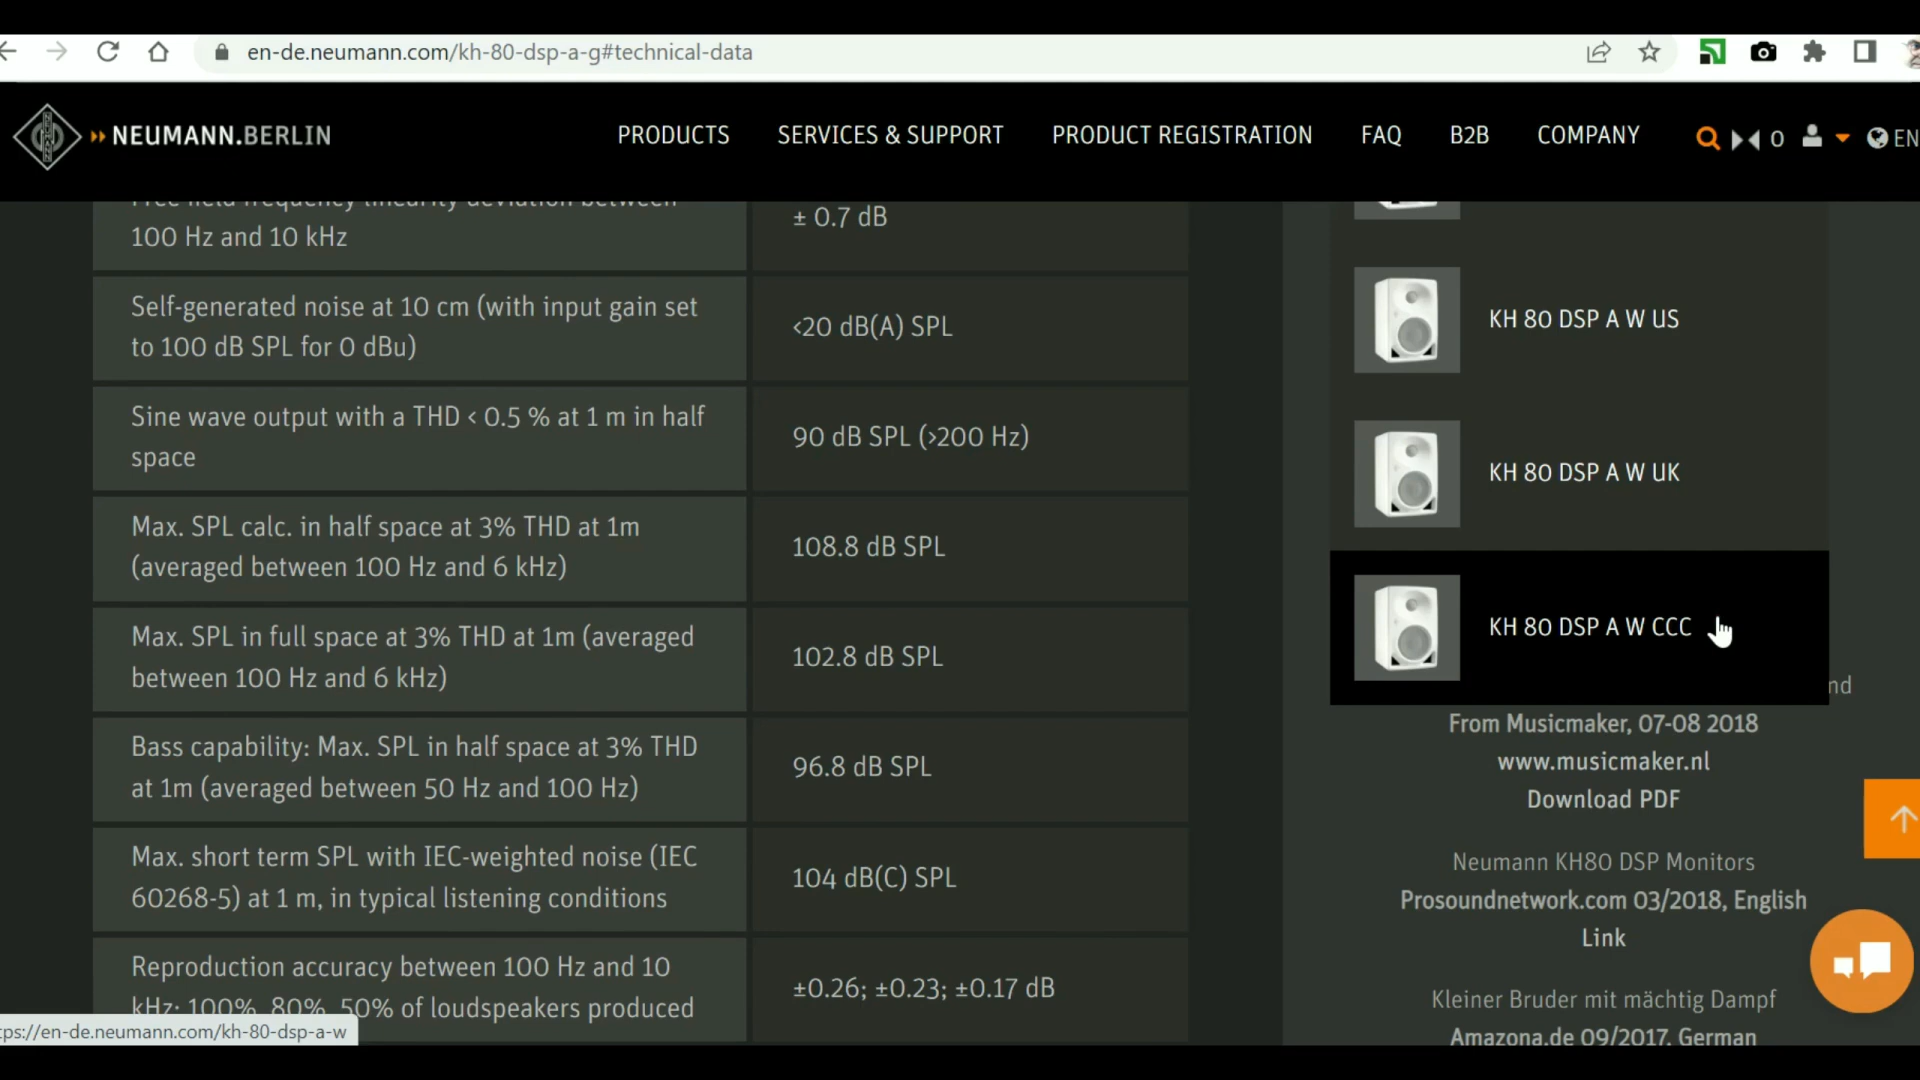 en-de.neumann.com/kh-80-dsp-a-g#technical-data
NEUMANN.BERLIN
PRODUCTS
SERVICES & SUPPORT
PRODUCT REGISTRATION
FAQ
B2B
COMPANY
0
EN
Free field frequency linearity deviation between
100 Hz and 10 kHz
± 0.7 dB
Self-generated noise at 10 cm (with input gain set
to 100 dB SPL for 0 dBu)
<20 dB(A) SPL
Sine wave output with a THD < 0.5 % at 1 m in half
space
90 dB SPL (>200 Hz)
Max. SPL calc. in half space at 3% THD at 1m
(averaged between 100 Hz and 6 kHz)
108.8 dB SPL
Max. SPL in full space at 3% THD at 1m (averaged
between 100 Hz and 6 kHz)
102.8 dB SPL
Bass capability: Max. SPL in half space at 3% THD
at 1m (averaged between 50 Hz and 100 Hz)
96.8 dB SPL
Max. short term SPL with IEC-weighted noise (IEC
60268-5) at 1 m, in typical listening conditions
104 dB(C) SPL
Reproduction accuracy between 100 Hz and 10
kHz: 100%, 80%, 50% of loudspeakers produced
±0.26; ±0.23; ±0.17 dB
KH 80 DSP A W US
KH 80 DSP A W UK
KH 80 DSP A W CCC
nd
From Musicmaker, 07-08 2018
www.musicmaker.nl
Download PDF
Neumann KH80 DSP Monitors
Prosoundnetwork.com 03/2018, English
Link
Kleiner Bruder mit mächtig Dampf
Amazona.de 09/2017, German
tps://en-de.neumann.com/kh-80-dsp-a-w